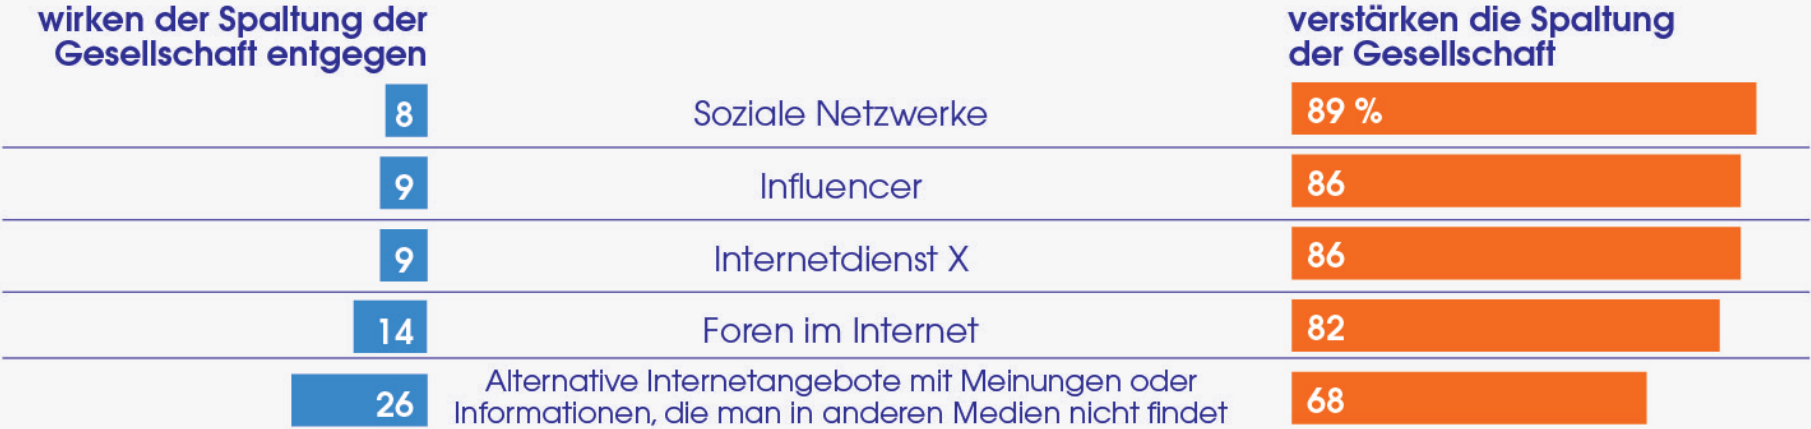 wirken der Spaltung der
Gesellschaft entgegen
verstärken die Spaltung
der Gesellschaft
8 Soziale Netzwerke 89 %
9 Influencer 86
9 Internetdienst X 86
14 Foren im Internet 82
26 Alternative Internetangebote mit Meinungen oder
Informationen, die man in anderen Medien nicht findet 68